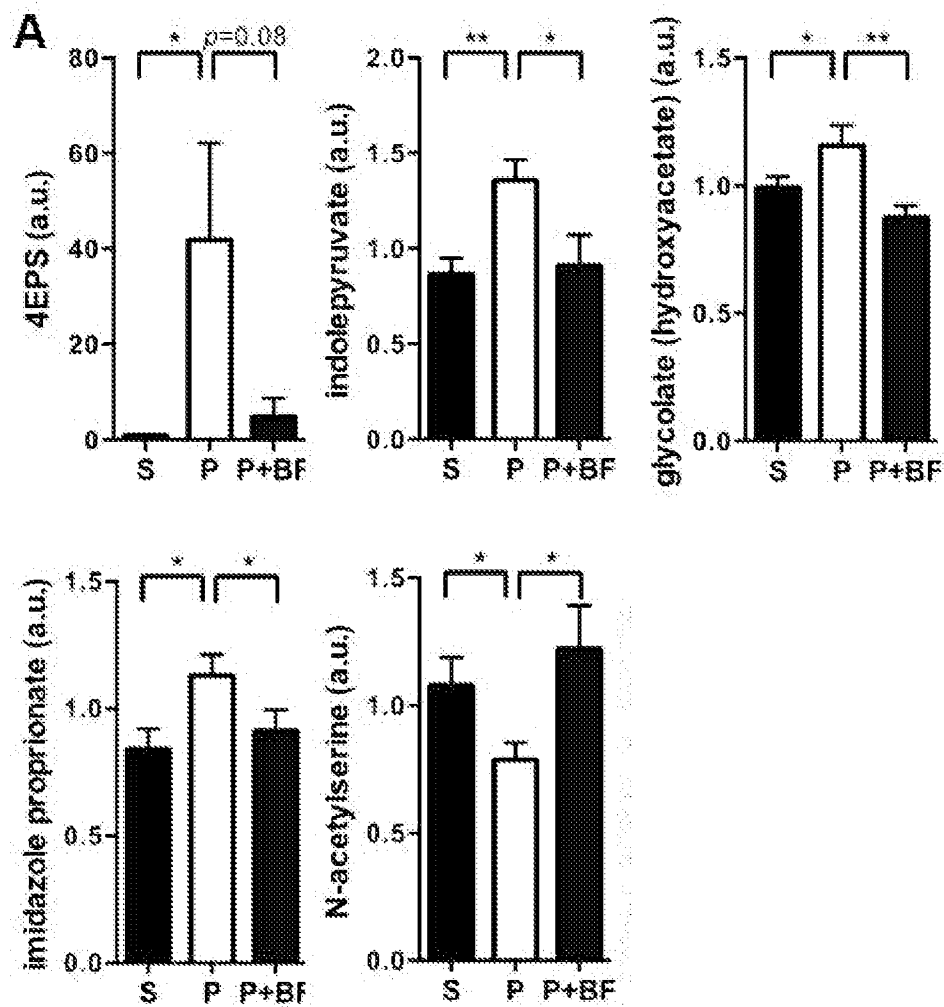 A
* p=0.08
4EPS (a.u.)
80
60
40
20
0
S P P+BF
** *
indolepyruvate (a.u.)
2.0
1.5
1.0
0.5
0.0
S P P+BF
* **
glycolate (hydroxyacetate) (a.u.)
1.5
1.0
0.5
0.0
S P P+BF
* *
imidazole proprionate (a.u.)
1.5
1.0
0.5
0.0
S P P+BF
* *
N-acetylserine (a.u.)
1.5
1.0
0.5
0.0
S P P+BF